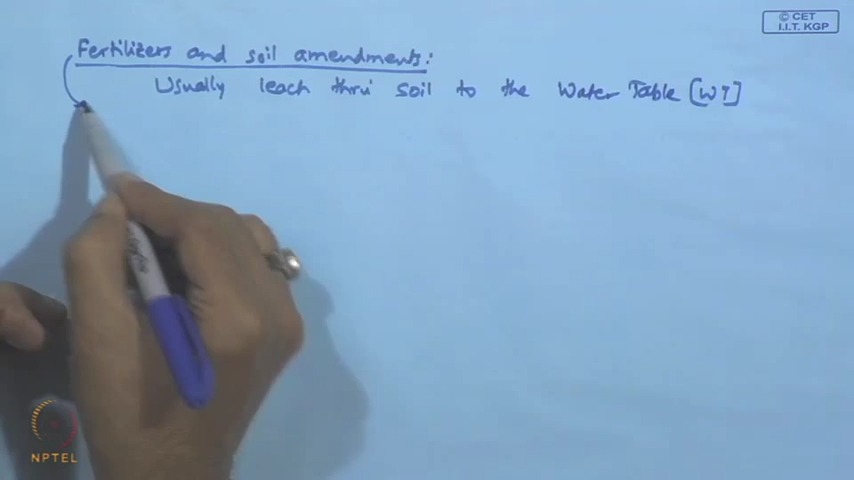 © CET
I.I.T. KGP
Fertilizers and soil amendments:
Usually leach thru' soil to the Water Table [WT]
NPTEL